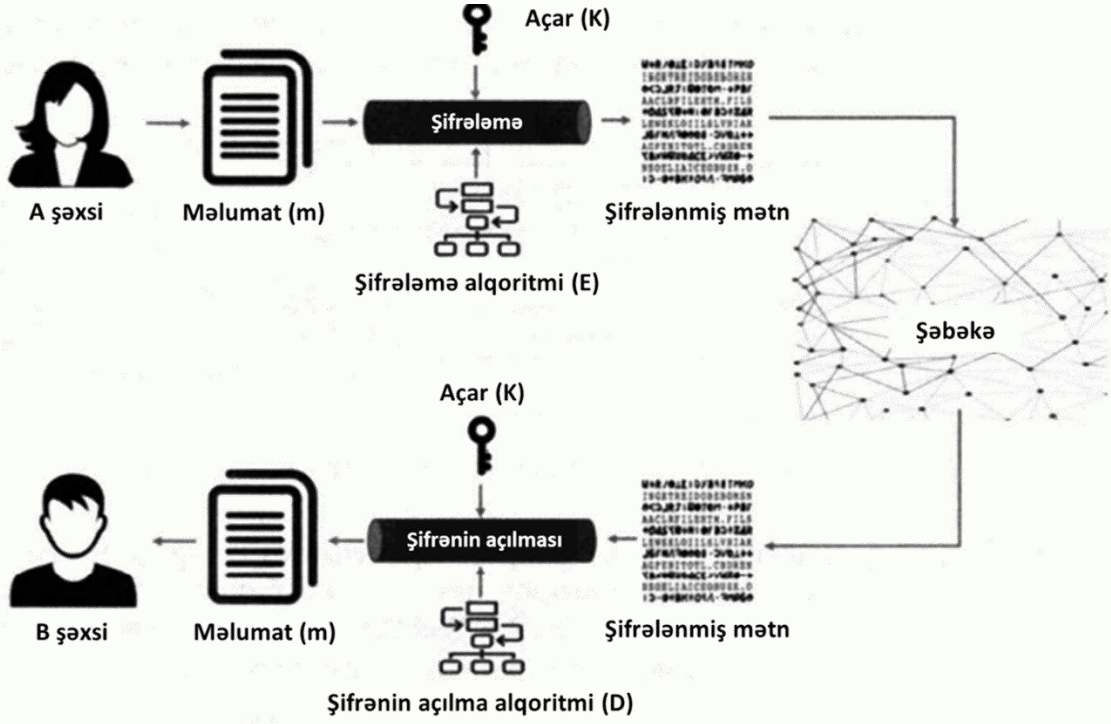 Açar (K)
Şifrələmə
A şəxsi
Məlumat (m)
Şifrələnmiş mətn
Şifrələmə alqoritmi (E)
Şəbəkə
Açar (K)
Şifrənin açılması
B şəxsi
Məlumat (m)
Şifrələnmiş mətn
Şifrənin açılma alqoritmi (D)